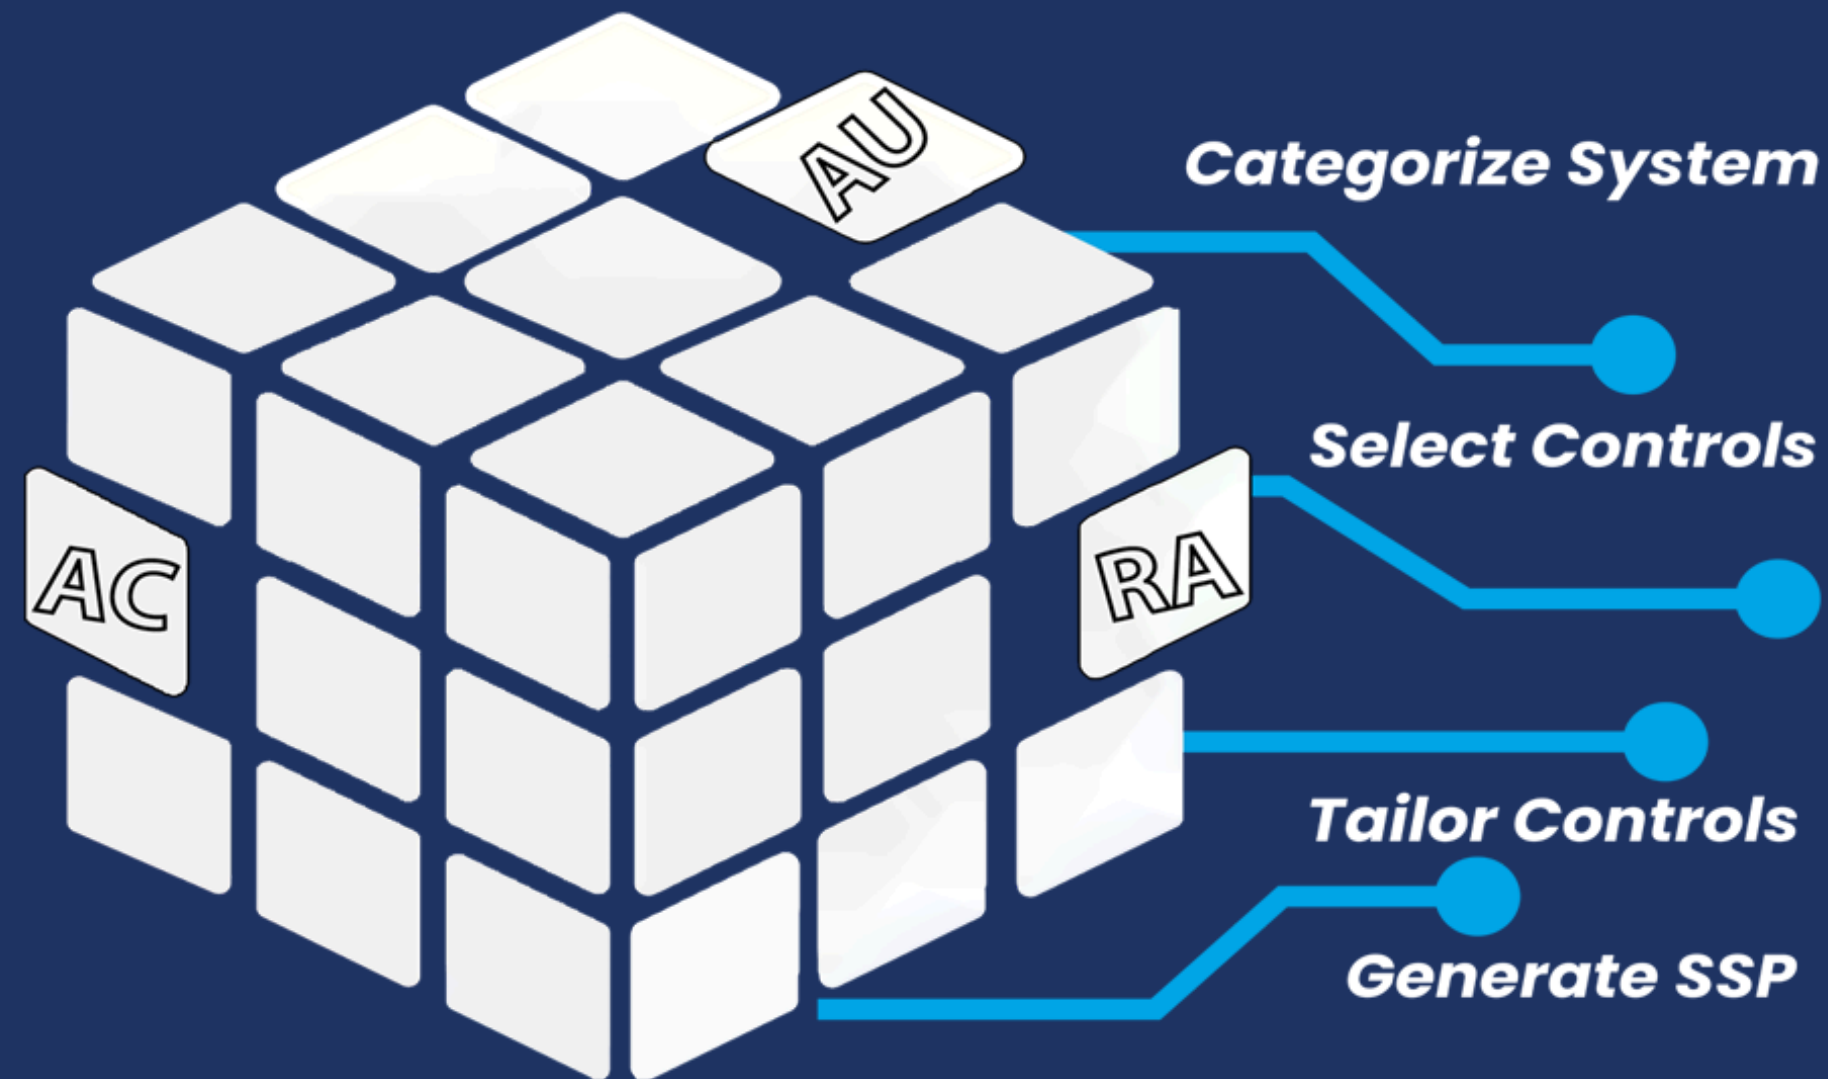 AU
Categorize System
Select Controls
AC
RA
Tailor Controls
Generate SSP